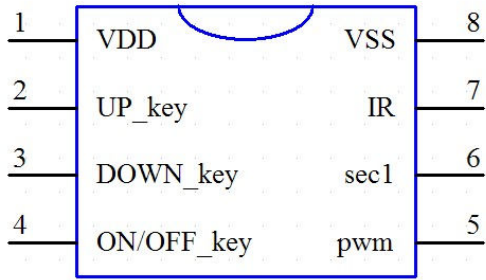 1 VDD VSS 8
2 UP_key IR 7
3 DOWN_key sec1 6
4 ON/OFF_key pwm 5